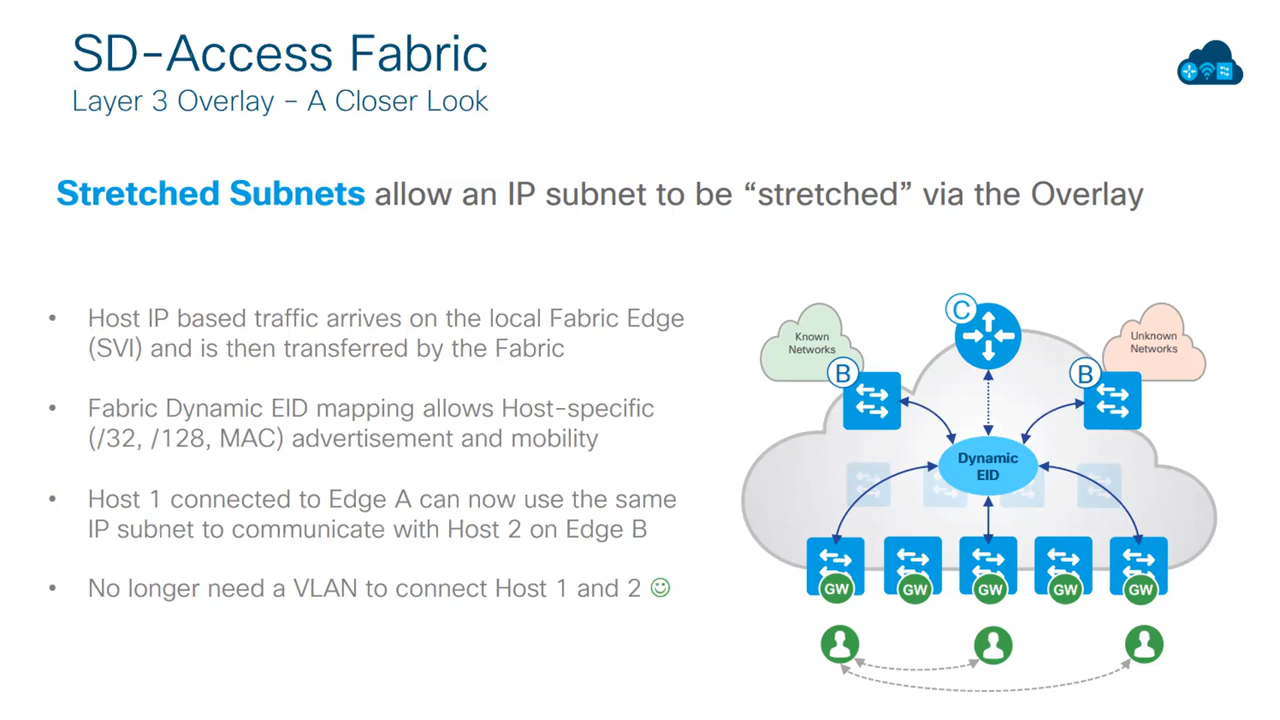 SD-Access Fabric
Layer 3 Overlay – A Closer Look
Stretched Subnets allow an IP subnet to be “stretched” via the Overlay
• Host IP based traffic arrives on the local Fabric Edge
(SVI) and is then transferred by the Fabric
• Fabric Dynamic EID mapping allows Host-specific
(/32, /128, MAC) advertisement and mobility
• Host 1 connected to Edge A can now use the same
IP subnet to communicate with Host 2 on Edge B
• No longer need a VLAN to connect Host 1 and 2 ☺
C
Known
Networks
Unknown
Networks
B
B
Dynamic
EID
GW
GW
GW
GW
GW